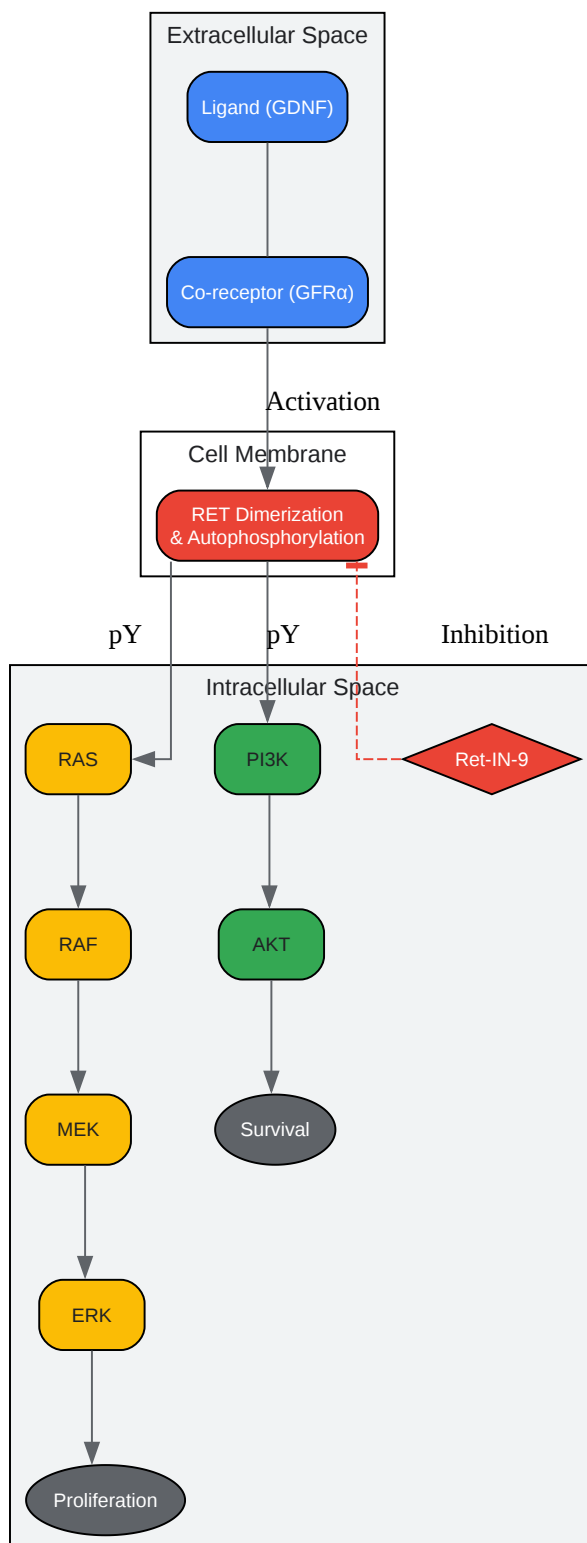 Extracellular Space
Ligand (GDNF)
Co-receptor (GFRα)
Activation
Cell Membrane
RET Dimerization
& Autophosphorylation
pY
pY
Inhibition
Intracellular Space
RAS
PI3K
Ret-IN-9
RAF
AKT
MEK
Survival
ERK
Proliferation